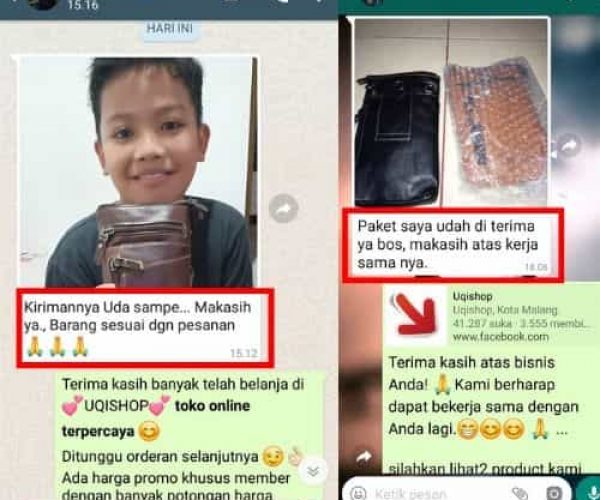 15.16
HARI INI
Kirimannya Uda sampe... Makasih
ya., Barang sesuai dgn pesanan
🙏🙏🙏
15.12
Terima kasih banyak telah belanja di
💕UQISHOP💕 toko online
terpercaya 😊
Ditunggu orderan selanjutnya 😉👌🏻
Ada harga promo khusus member
dengan banyak potongan harga
Paket saya udah di terima
ya bos, makasih atas kerja
sama nya.
18.06
Uqishop
Uqishop, Kota Malang.
41.287 suka · 3.555 membi...
www.facebook.com
Terima kasih atas bisnis
Anda! 🙏 Kami berharap
dapat bekerja sama dengan
Anda lagi.😁😊😊🙏 ...
silahkan lihat2 product kami
Ketik pesan